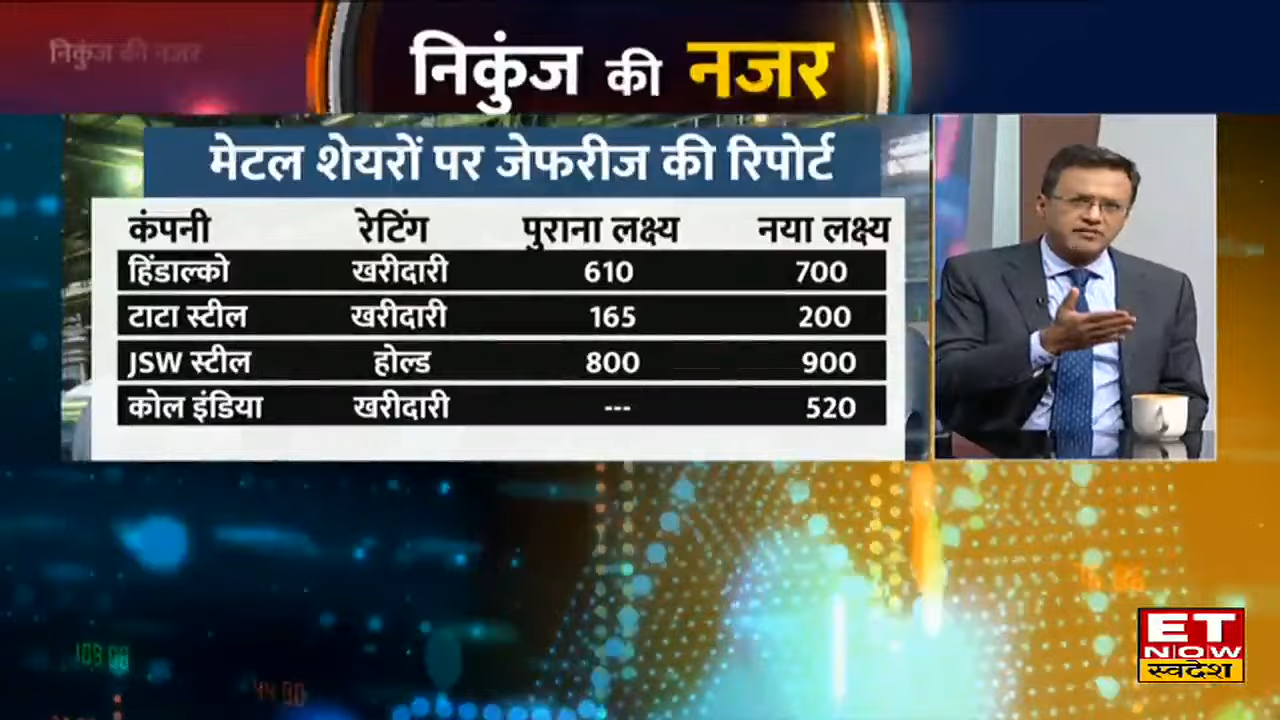 निकुंज की नजर
निकुंज की नजर
मेटल शेयरों पर जेफरीज की रिपोर्ट
कंपनी रेटिंग पुराना लक्ष्य नया लक्ष्य
हिंडाल्को खरीदारी 610 700
टाटा स्टील खरीदारी 165 200
JSW स्टील होल्ड 800 900
कोल इंडिया खरीदारी --- 520
ET
NOW
स्वदेश